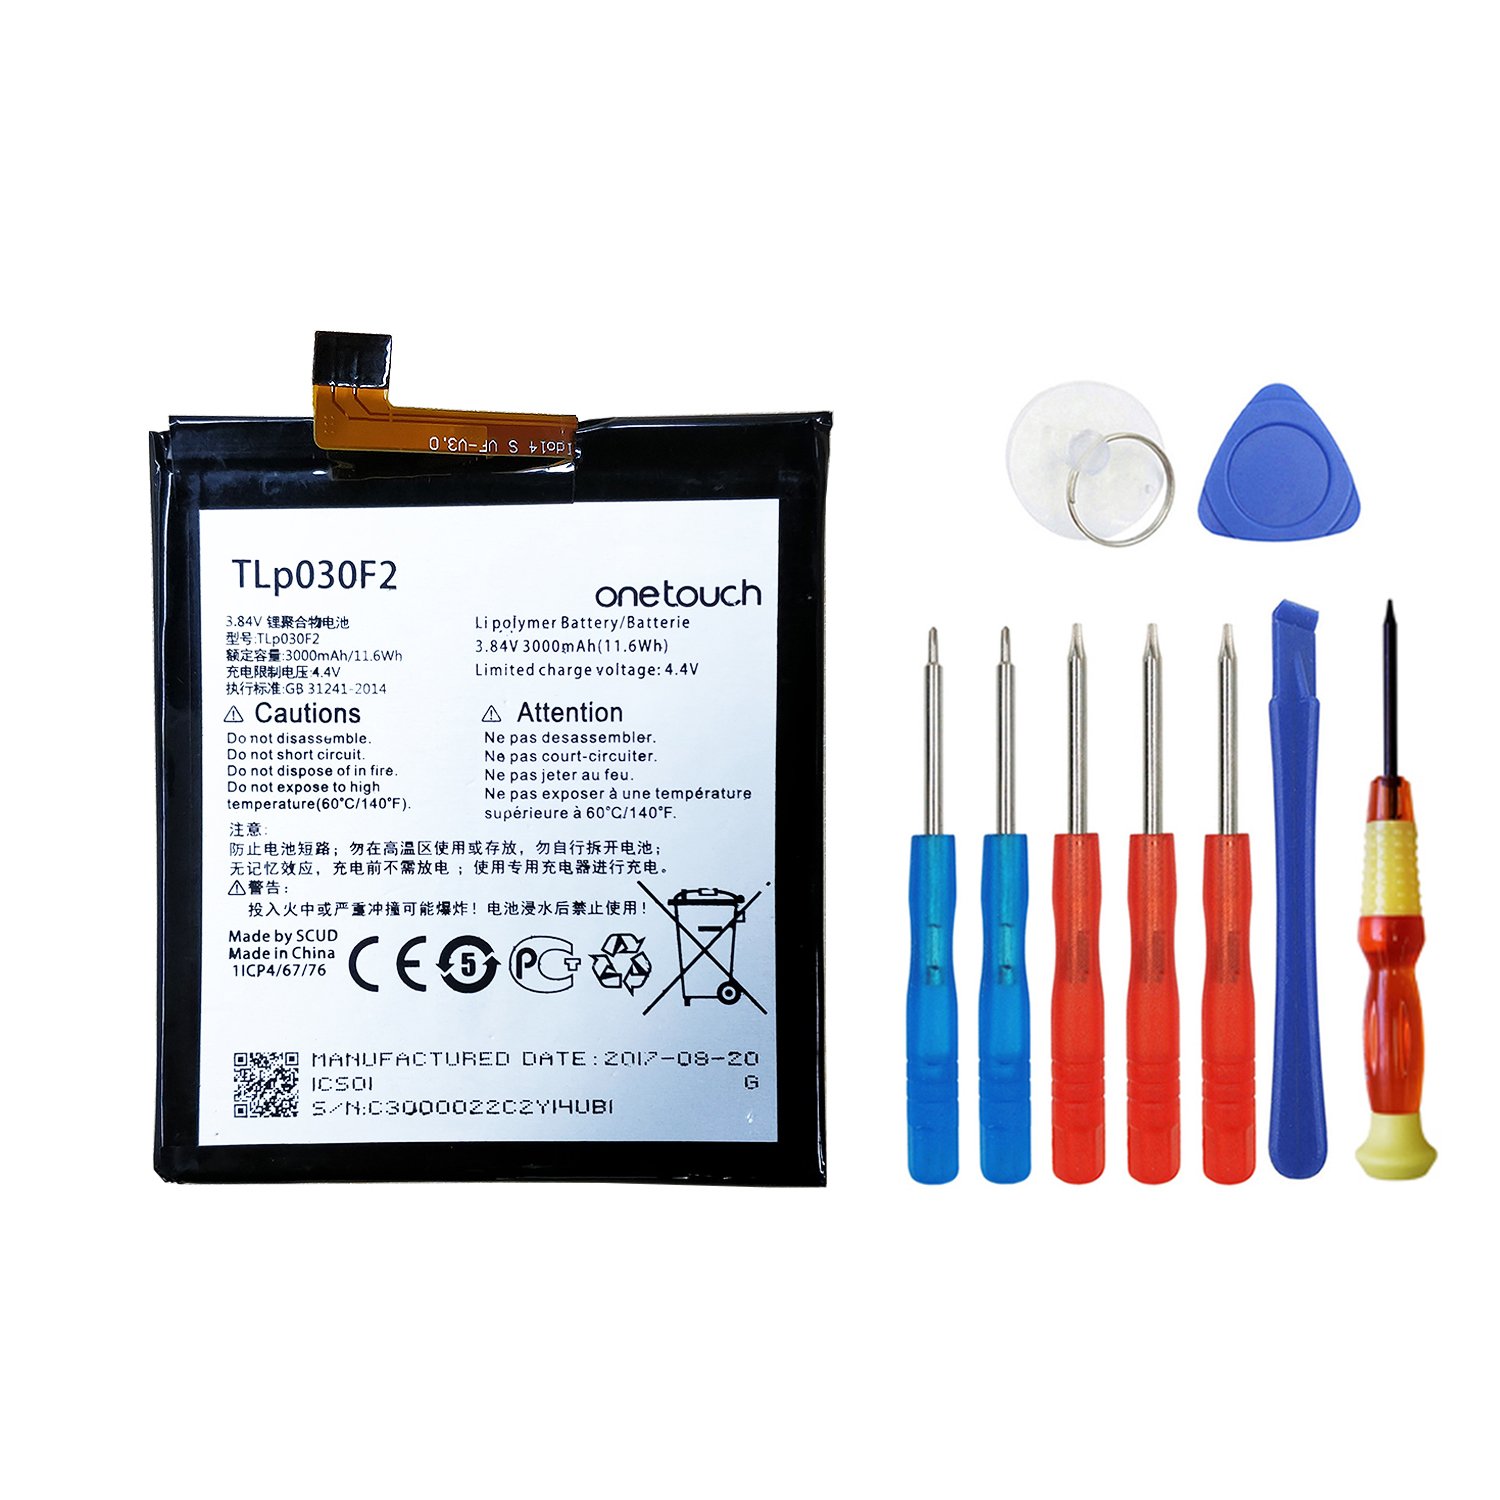 Idol4 S VF-V3.0
TLp030F2
onetouch
3.84V 锂聚合物电池
型号:TLp030F2
额定容量:3000mAh/11.6Wh
充电限制电压:4.4V
执行标准:GB 31241-2014
Li polymer Battery/Batterie
3.84V 3000mAh(11.6Wh)
Limited charge voltage: 4.4V
⚠ Cautions
Do not disassemble.
Do not short circuit.
Do not dispose of in fire.
Do not expose to high
temperature(60°C/140°F).
⚠ Attention
Ne pas desassembler.
Ne pas court-circuiter.
Ne pas jeter au feu.
Ne pas exposer à une température
supérieure à 60°C/140°F.
注意:
防止电池短路；勿在高温区使用或存放，勿自行拆开电池；
无记忆效应，充电前不需放电 ；使用专用充电器进行充电。
⚠警告：
投入火中或严重冲撞可能爆炸！电池浸水后禁止使用！
Made by SCUD
Made in China
1ICP4/67/76
CE 5 PCT
MANUFACTURED DATE:2017-08-20
ICS01 G
S/N:C3000022C2Y14UB1